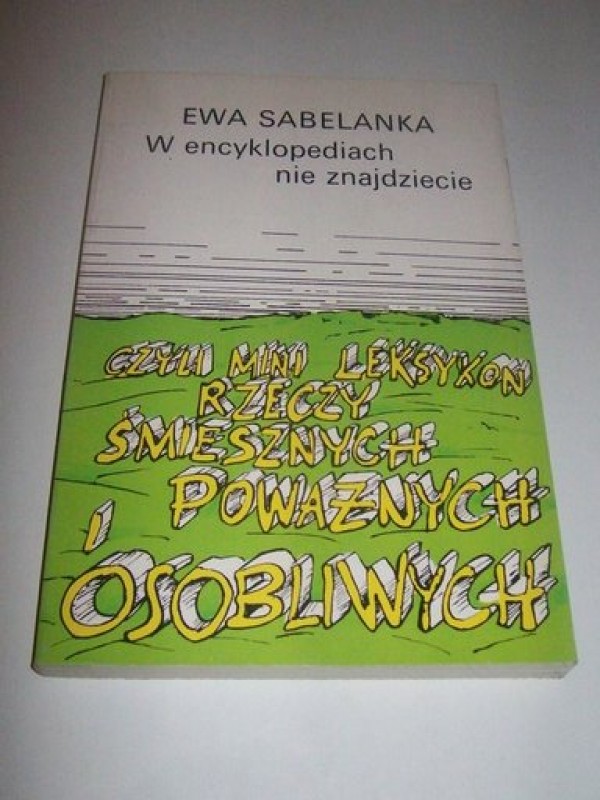 EWA SABELANKA
W encyklopediach
nie znajdziecie
CZYLI MINI LEKSYKON
RZECZY
ŚMIESZNYCH
POWAŻNYCH
I
OSOBLIWYCH